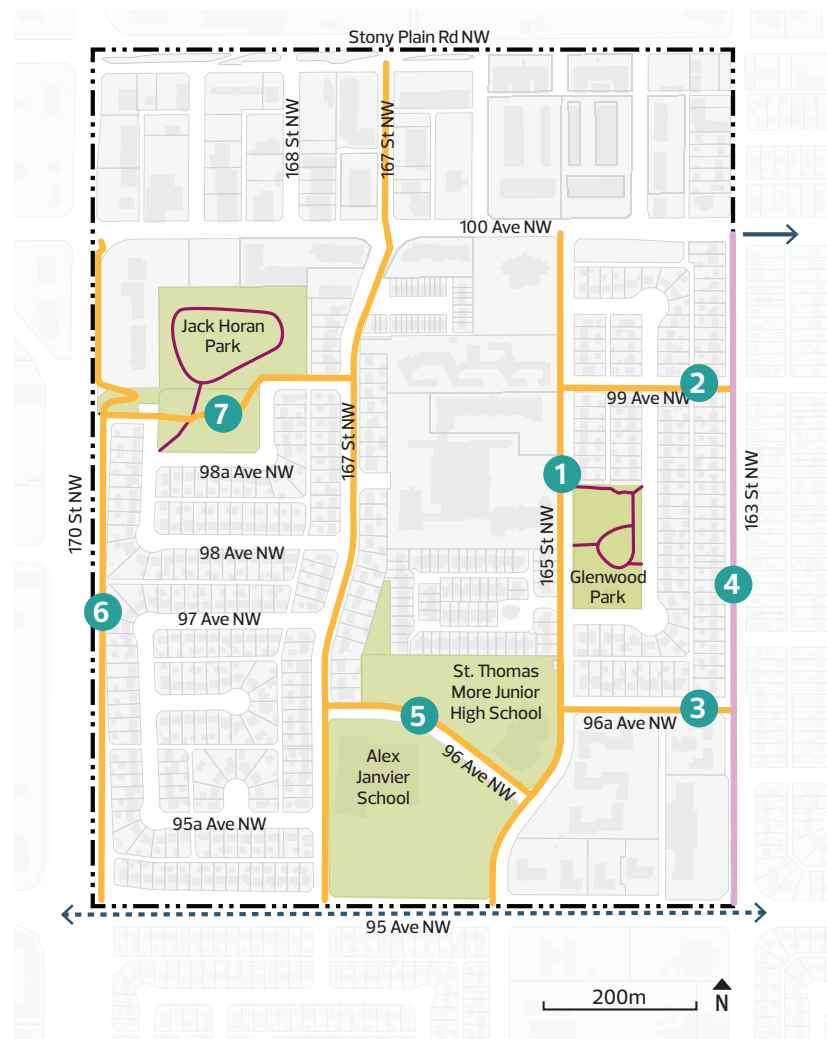 Stony Plain Rd NW
168 St NW
167 St NW
100 Ave NW
Jack Horan
Park
2
99 Ave NW
7
167 St NW
98a Ave NW
1
163 St NW
170 St NW
165 St NW
98 Ave NW
Glenwood
Park
4
6
97 Ave NW
St. Thomas
More Junior
High School
5
3
96a Ave NW
96 Ave NW
Alex
Janvier
School
95a Ave NW
95 Ave NW
200m
N